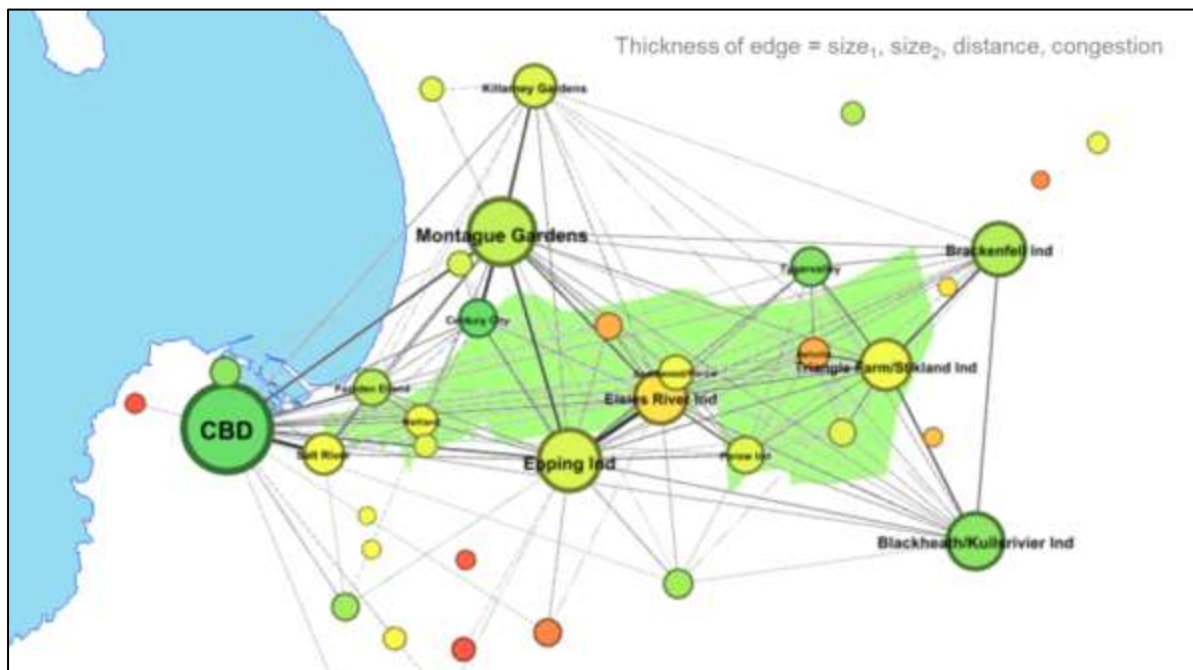 Thickness of edge = size₁, size₂, distance, congestion
Killarney Gardens
Montague Gardens
Brackenfell Ind
Tygervalley
Century City
Triangle Farm/Stikland Ind
Paarden Eiland
Elsies River Ind
CBD
Salt River
Epping Ind
Parow Ind
Blackheath/Kuilsrivier Ind